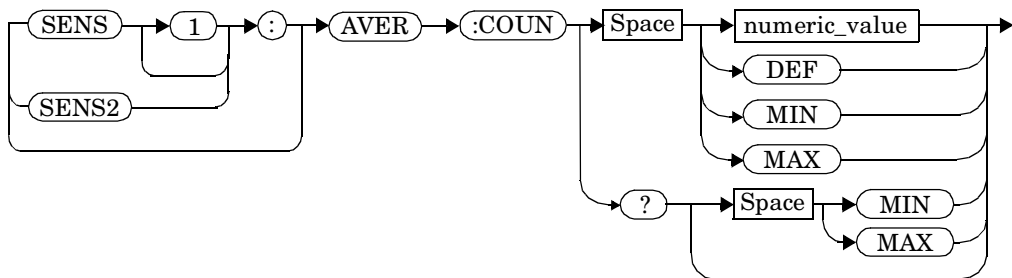 SENS 1 : AVER :COUN Space numeric_value
DEF
SENS2 MIN
MAX
? Space MIN
MAX